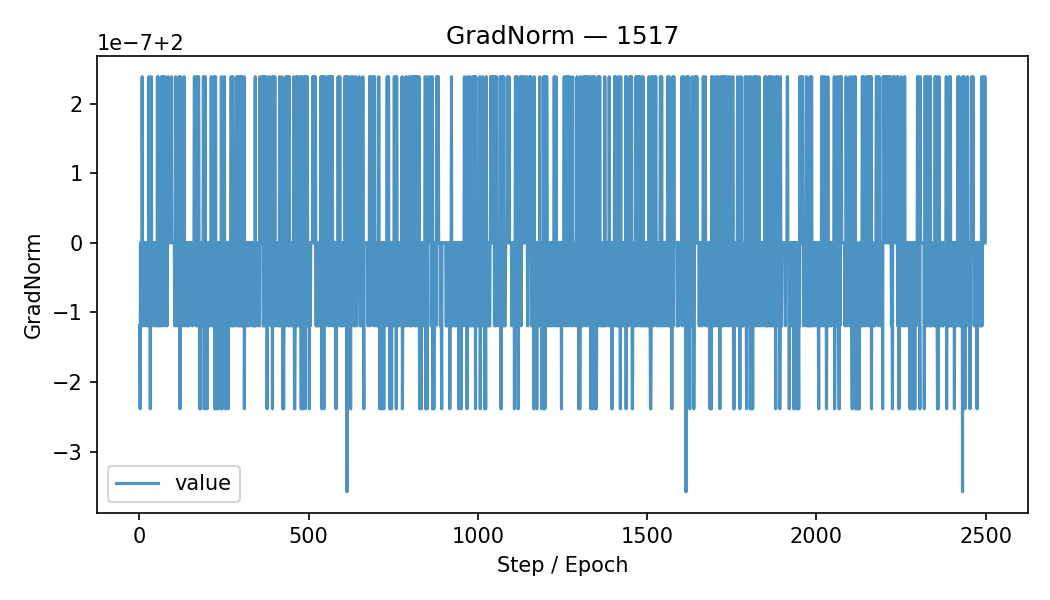 GradNorm — 1517
1e−7+2
GradNorm
2
1
0
−1
−2
−3
value
0
500
1000
1500
2000
2500
Step / Epoch